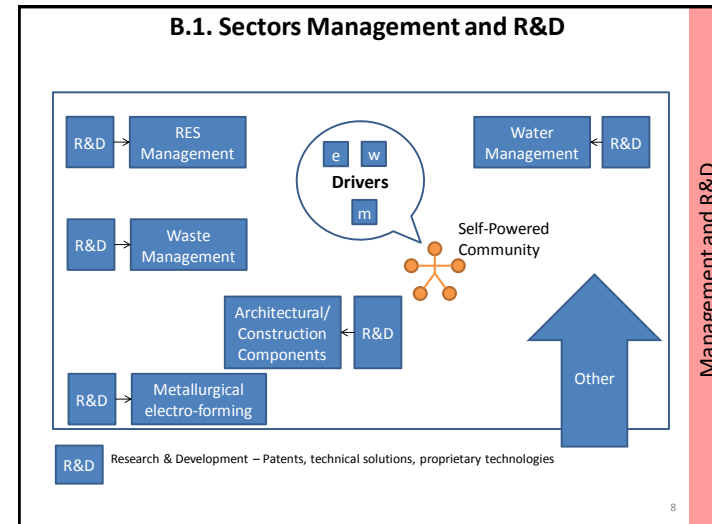 B.1. Sectors Management and R&D
R&D
RES
Management
e
w
Drivers
m
Water
Management
R&D
R&D
Waste
Management
Self-Powered
Community
Architectural/
Construction
Components
R&D
R&D
Metallurgical
electro-forming
Other
R&D
Research & Development – Patents, technical solutions, proprietary technologies
Management and R&D
8